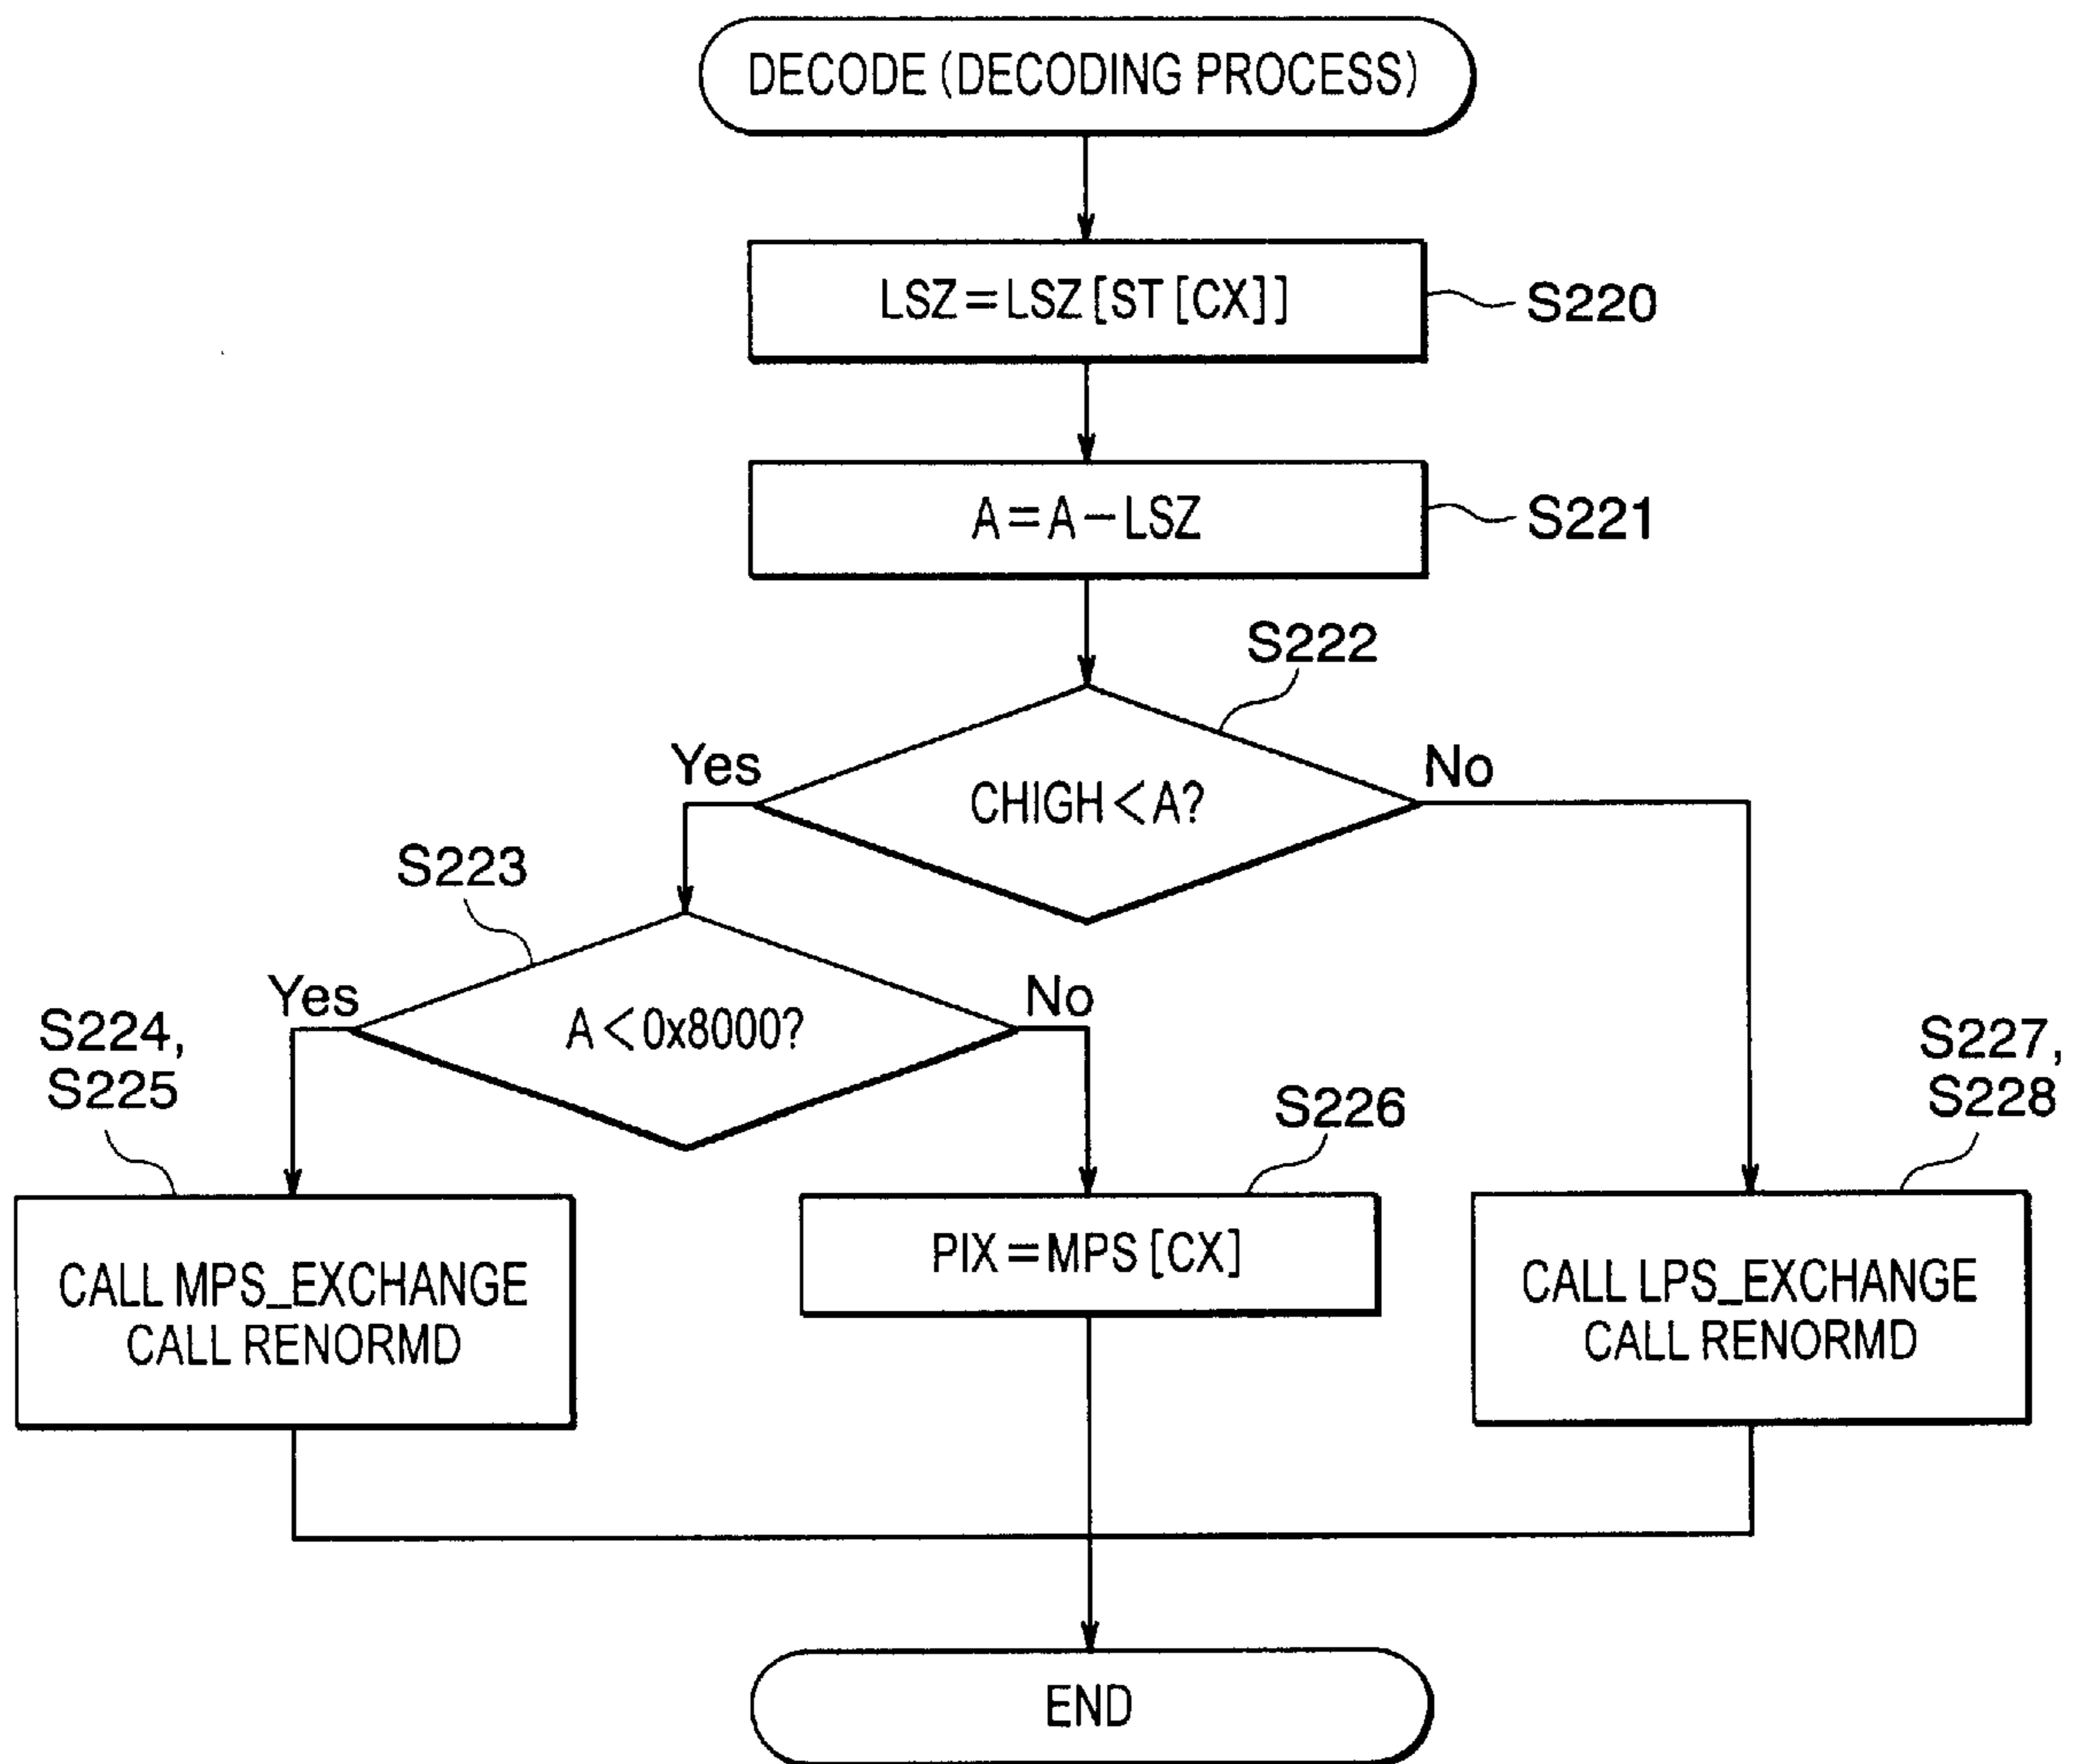 DECODE (DECODING PROCESS)
LSZ=LSZ[ST[CX]]
S220
A=A-LSZ
S221
S222
Yes
CHIGH<A?
No
S223
Yes
A<0x8000?
No
S224,
S225
S226
S227,
S228
CALL MPS_EXCHANGE
CALL RENORMD
PIX=MPS[CX]
CALL LPS_EXCHANGE
CALL RENORMD
END